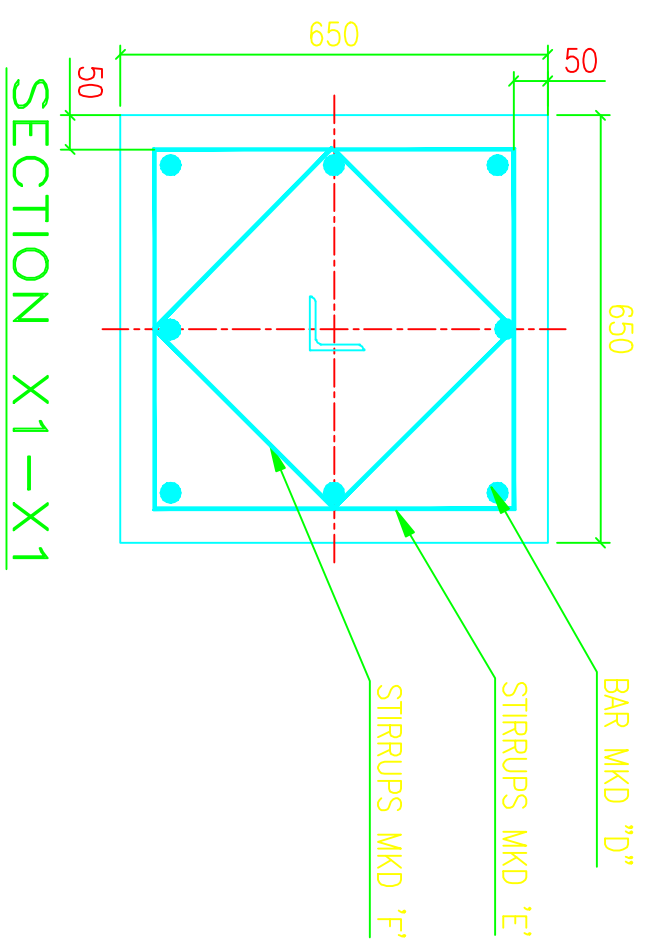 650
50
650
50
BAR MKD "D"
STIRRUPS MKD 'E'
STIRRUPS MKD 'F'
SECTION X1-X1